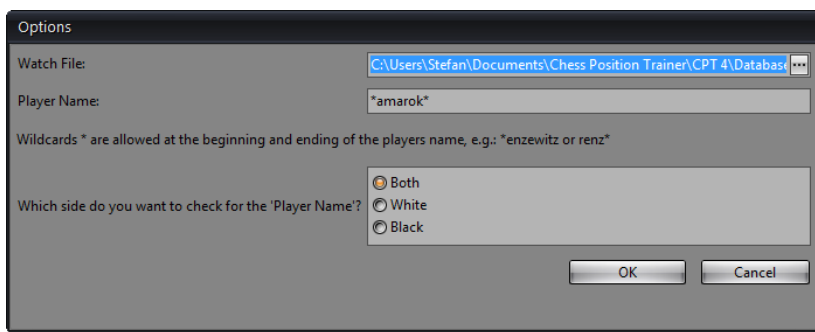 Options
Watch File: C:\Users\Stefan\Documents\Chess Position Trainer\CPT 4\Database ...
Player Name: *amarok*
Wildcards * are allowed at the beginning and ending of the players name, e.g.: *enzewitz or renz*
Both
Which side do you want to check for the 'Player Name'? White
Black
OK Cancel